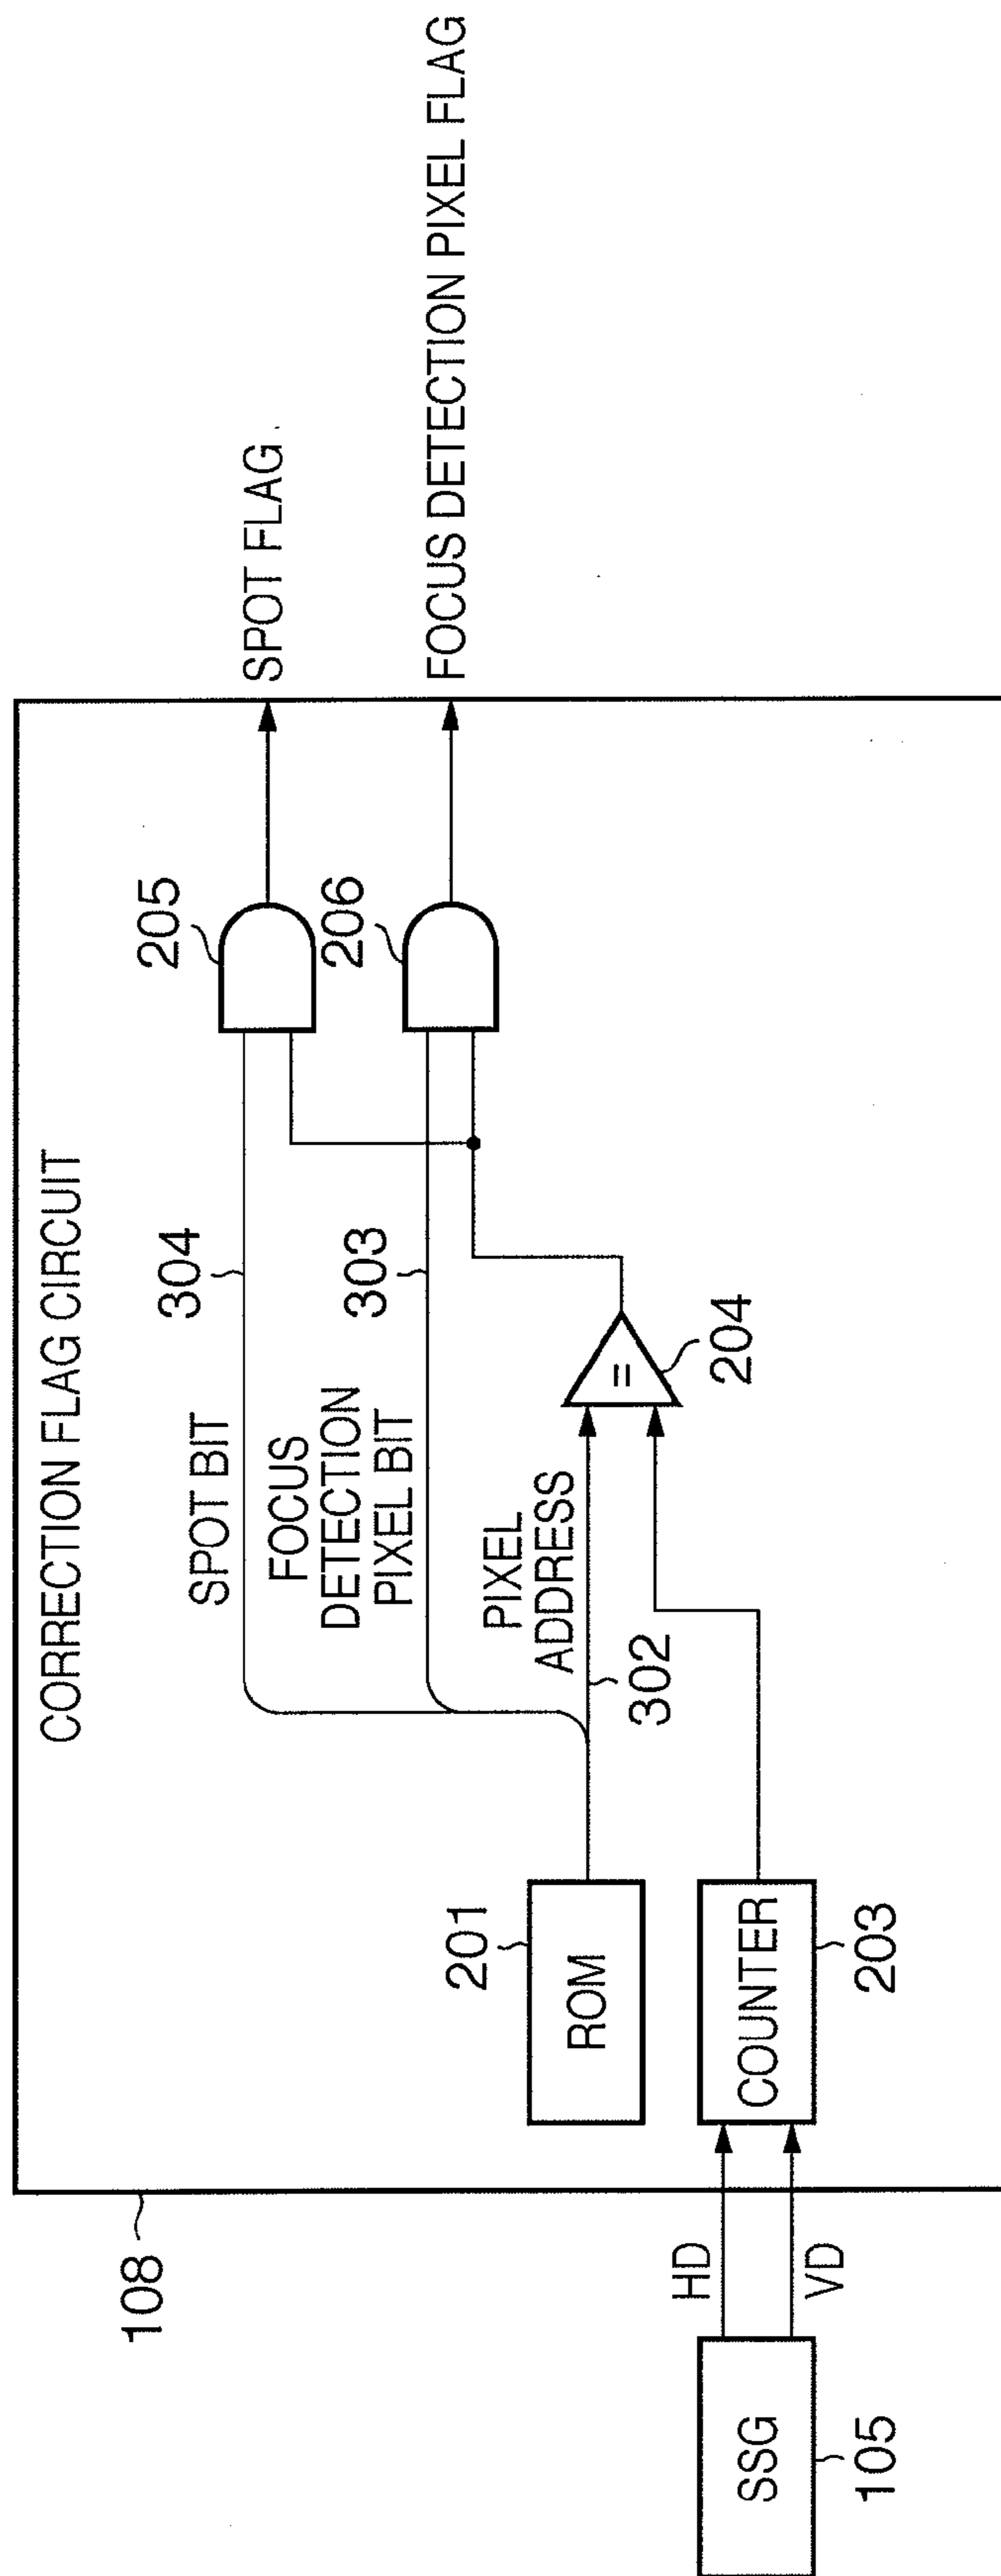 CORRECTION FLAG CIRCUIT
108
SPOT BIT
304
205
SPOT FLAG
FOCUS
DETECTION
PIXEL BIT
303
206
FOCUS DETECTION PIXEL FLAG
201
ROM
PIXEL
ADDRESS
302
=
204
SSG
105
HD
VD
COUNTER
203